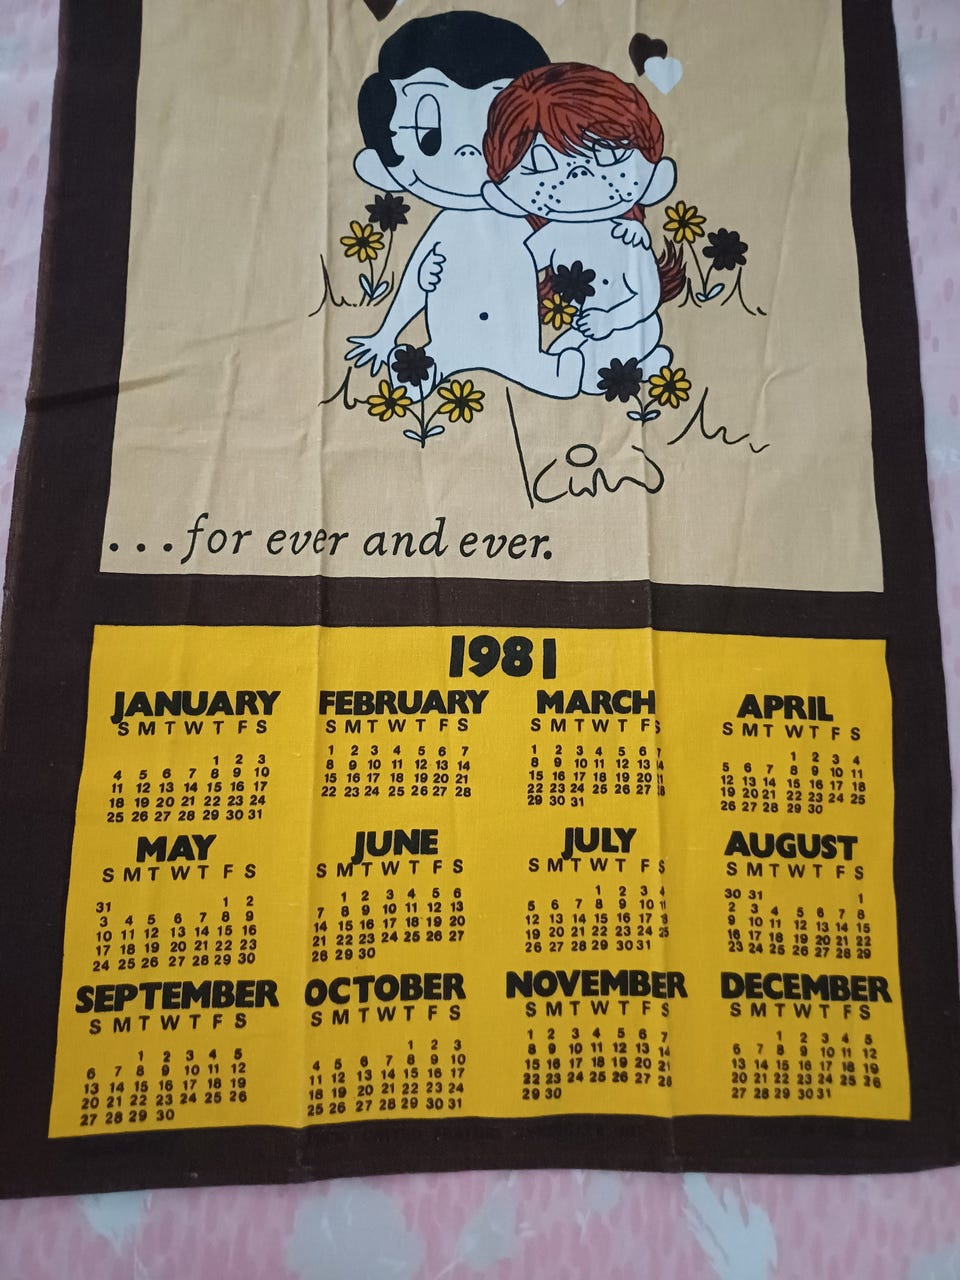 kim
...for ever and ever.
1981
JANUARY
S M T W T F S
1 2 3
4 5 6 7 8 9 10
11 12 13 14 15 16 17
18 19 20 21 22 23 24
25 26 27 28 29 30 31
FEBRUARY
S M T W T F S
1 2 3 4 5 6 7
8 9 10 11 12 13 14
15 16 17 18 19 20 21
22 23 24 25 26 27 28
MARCH
S M T W T F S
1 2 3 4 5 6 7
8 9 10 11 12 13 14
15 16 17 18 19 20 21
22 23 24 25 26 27 28
29 30 31
APRIL
S M T W T F S
1 2 3 4
5 6 7 8 9 10 11
12 13 14 15 16 17 18
19 20 21 22 23 24 25
26 27 28 29 30
MAY
S M T W T F S
31 1 2
3 4 5 6 7 8 9
10 11 12 13 14 15 16
17 18 19 20 21 22 23
24 25 26 27 28 29 30
JUNE
S M T W T F S
1 2 3 4 5 6
7 8 9 10 11 12 13
14 15 16 17 18 19 20
21 22 23 24 25 26 27
28 29 30
JULY
S M T W T F S
1 2 3 4
5 6 7 8 9 10 11
12 13 14 15 16 17 18
19 20 21 22 23 24 25
26 27 28 29 30 31
AUGUST
S M T W T F S
30 31 1
2 3 4 5 6 7 8
9 10 11 12 13 14 15
16 17 18 19 20 21 22
23 24 25 26 27 28 29
SEPTEMBER
S M T W T F S
1 2 3 4 5
6 7 8 9 10 11 12
13 14 15 16 17 18 19
20 21 22 23 24 25 26
27 28 29 30
OCTOBER
S M T W T F S
1 2 3
4 5 6 7 8 9 10
11 12 13 14 15 16 17
18 19 20 21 22 23 24
25 26 27 28 29 30 31
NOVEMBER
S M T W T F S
1 2 3 4 5 6 7
8 9 10 11 12 13 14
15 16 17 18 19 20 21
22 23 24 25 26 27 28
29 30
DECEMBER
S M T W T F S
1 2 3 4 5
6 7 8 9 10 11 12
13 14 15 16 17 18 19
20 21 22 23 24 25 26
27 28 29 30 31